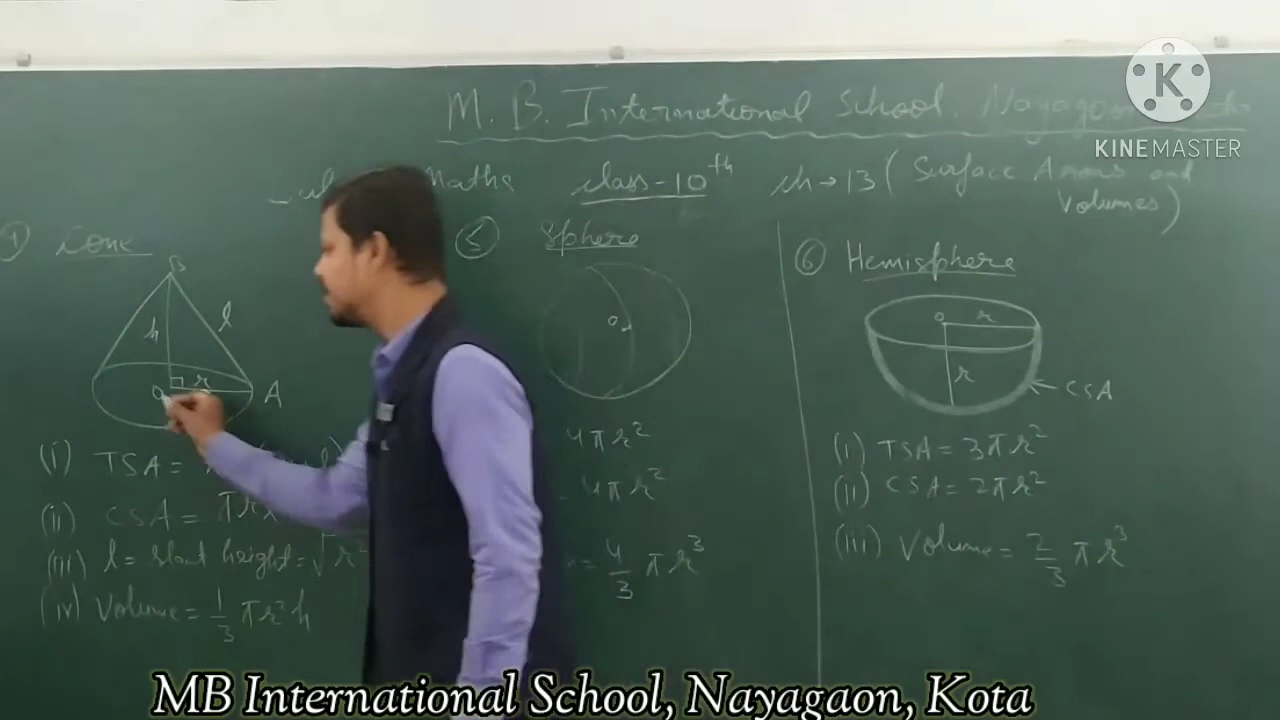 M. B. International School, Nayagaon
Maths class-10th ch→13 ( Surface Areas and
Volumes)
Cone
B
h
l
r
O
A
(i) TSA =
(ii) CSA = πrl
(iii) l = slant height = √r²
(iv) Volume = 1/3 πr²h
⑤ Sphere
o
4πr²
4πr²
= 4/3 πr³
⑥ Hemisphere
o r
r
CSA
(i) TSA = 3πr²
(ii) CSA = 2πr²
(iii) Volume = 2/3 πr³
K
KINEMASTER
MB International School, Nayagaon, Kota